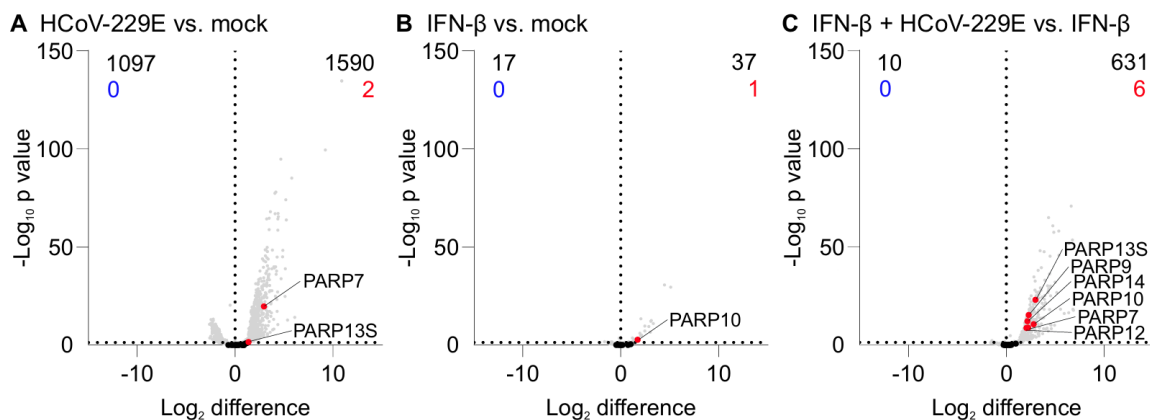 A HCoV-229E vs. mock
150
1097 1590
0 2
100
50
0
PARP7
PARP13S
-Log10 p value
-10 0 10
Log2 difference
B IFN-β vs. mock
150
17 37
0 1
100
50
0
PARP10
-Log10 p value
-10 0 10
Log2 difference
C IFN-β + HCoV-229E vs. IFN-β
150
10 631
0 6
100
50
0
PARP13S
PARP9
PARP14
PARP10
PARP7
PARP12
-Log10 p value
-10 0 10
Log2 difference